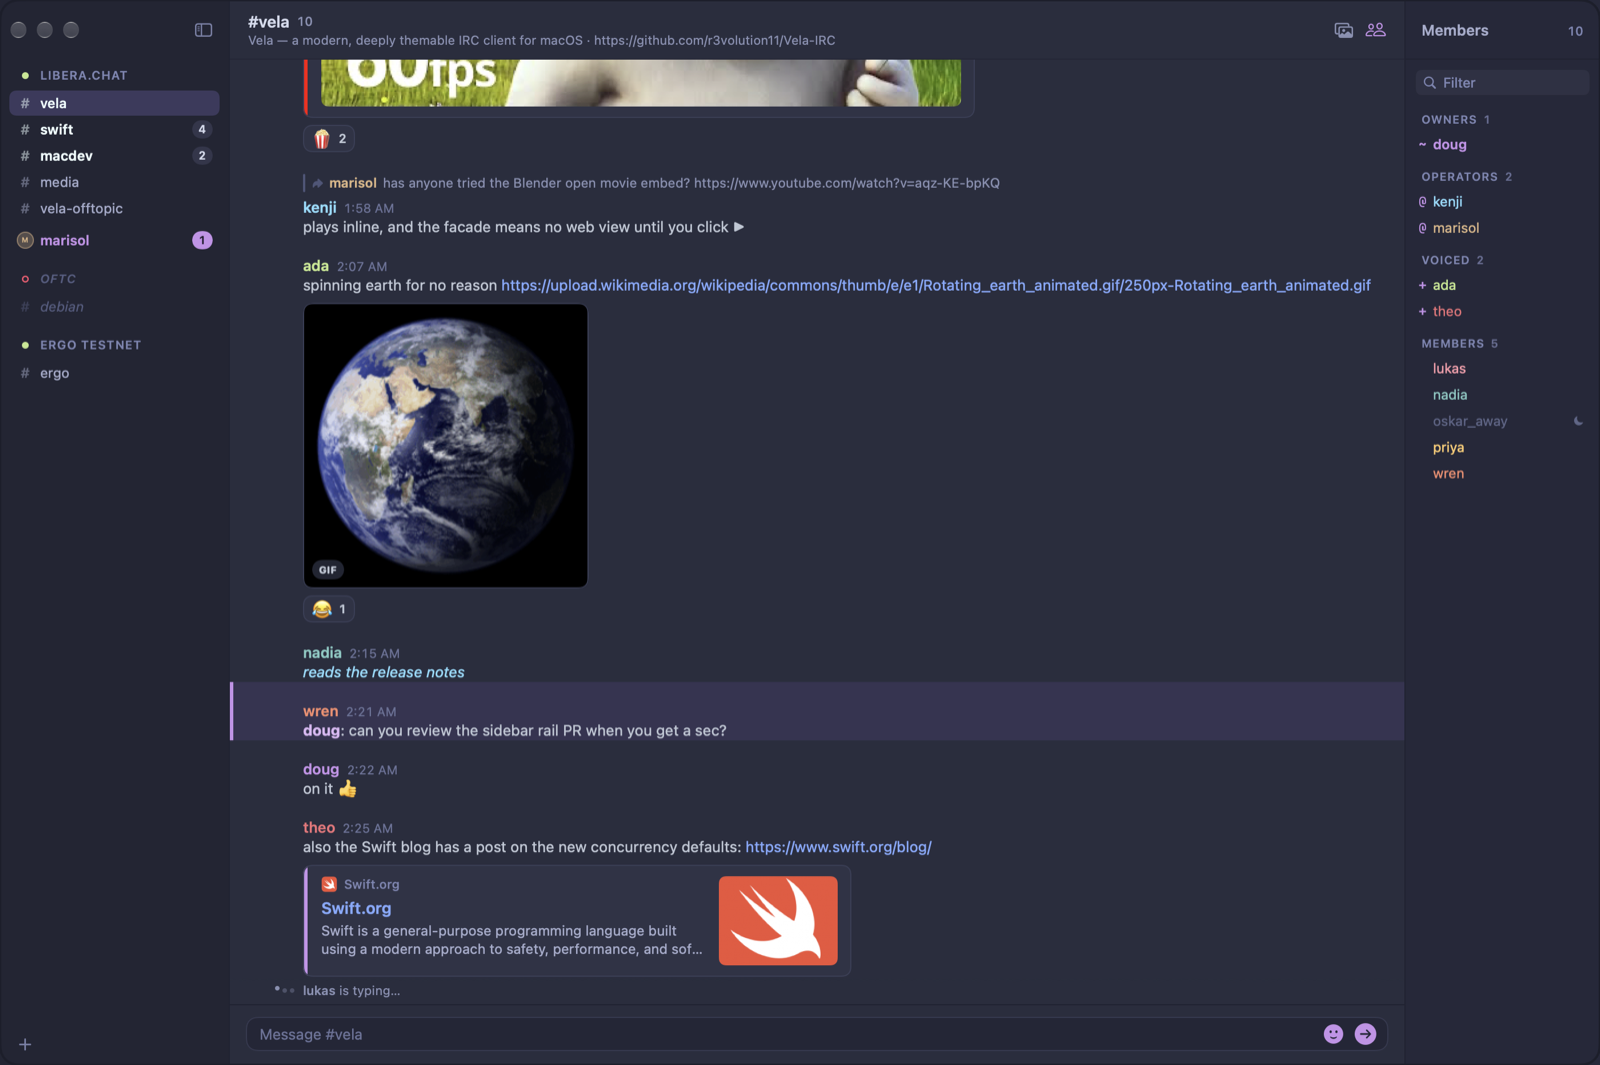 LIBERA.CHAT
# vela
# swift 4
# macdev 2
# media
# vela-offtopic
M marisol 1
OFTC
# debian
ERGO TESTNET
# ergo
+
#vela 10
Vela — a modern, deeply themable IRC client for macOS · https://github.com/r3volution11/Vela-IRC
60fps
🍿 2
marisol has anyone tried the Blender open movie embed? https://www.youtube.com/watch?v=aqz-KE-bpKQ
kenji 1:58 AM
plays inline, and the facade means no web view until you click ▶
ada 2:07 AM
spinning earth for no reason https://upload.wikimedia.org/wikipedia/commons/thumb/e/e1/Rotating_earth_animated.gif/250px-Rotating_earth_animated.gif
GIF
😂 1
nadia 2:15 AM
reads the release notes
wren 2:21 AM
doug: can you review the sidebar rail PR when you get a sec?
doug 2:22 AM
on it 👍
theo 2:25 AM
also the Swift blog has a post on the new concurrency defaults: https://www.swift.org/blog/
Swift.org
Swift.org
Swift is a general-purpose programming language built
using a modern approach to safety, performance, and sof...
lukas is typing...
Message #vela
Members 10
Filter
OWNERS 1
~ doug
OPERATORS 2
@ kenji
@ marisol
VOICED 2
+ ada
+ theo
MEMBERS 5
lukas
nadia
oskar_away
priya
wren